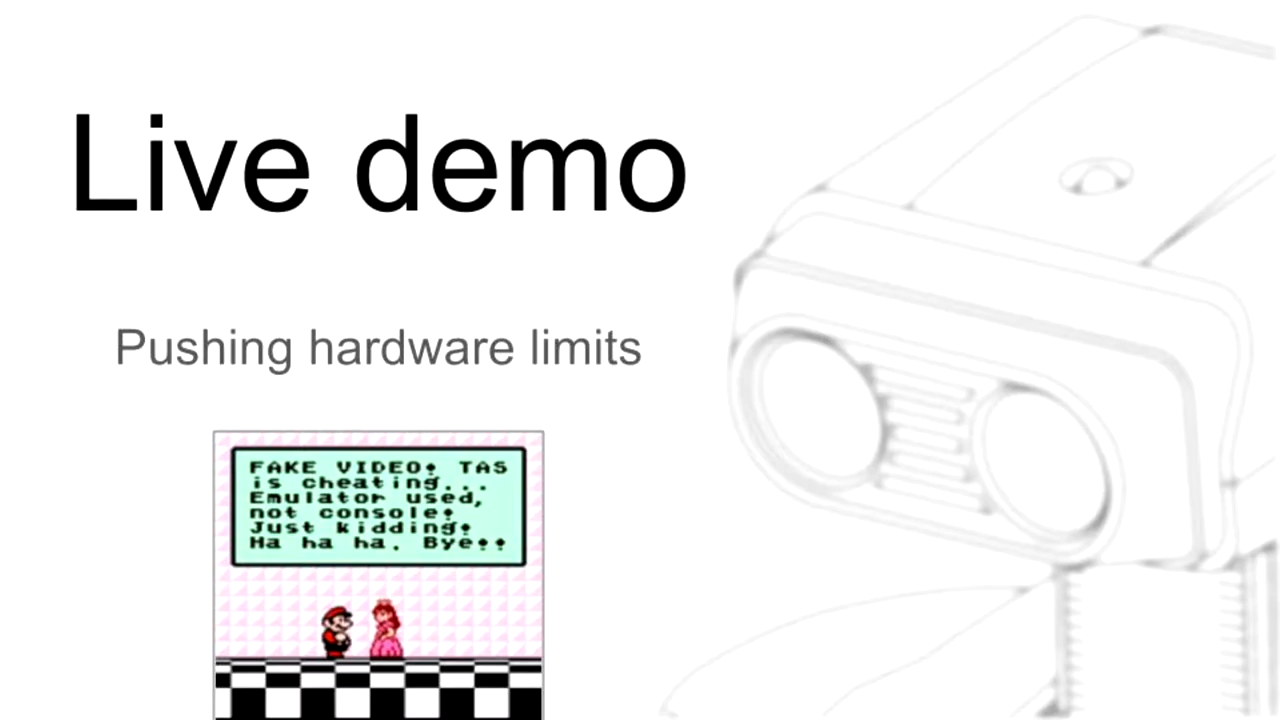 Live demo
Pushing hardware limits
FAKE VIDEO! TAS
is cheating...
Emulator used,
not console!
Just kidding!
Ha ha ha. Bye!!